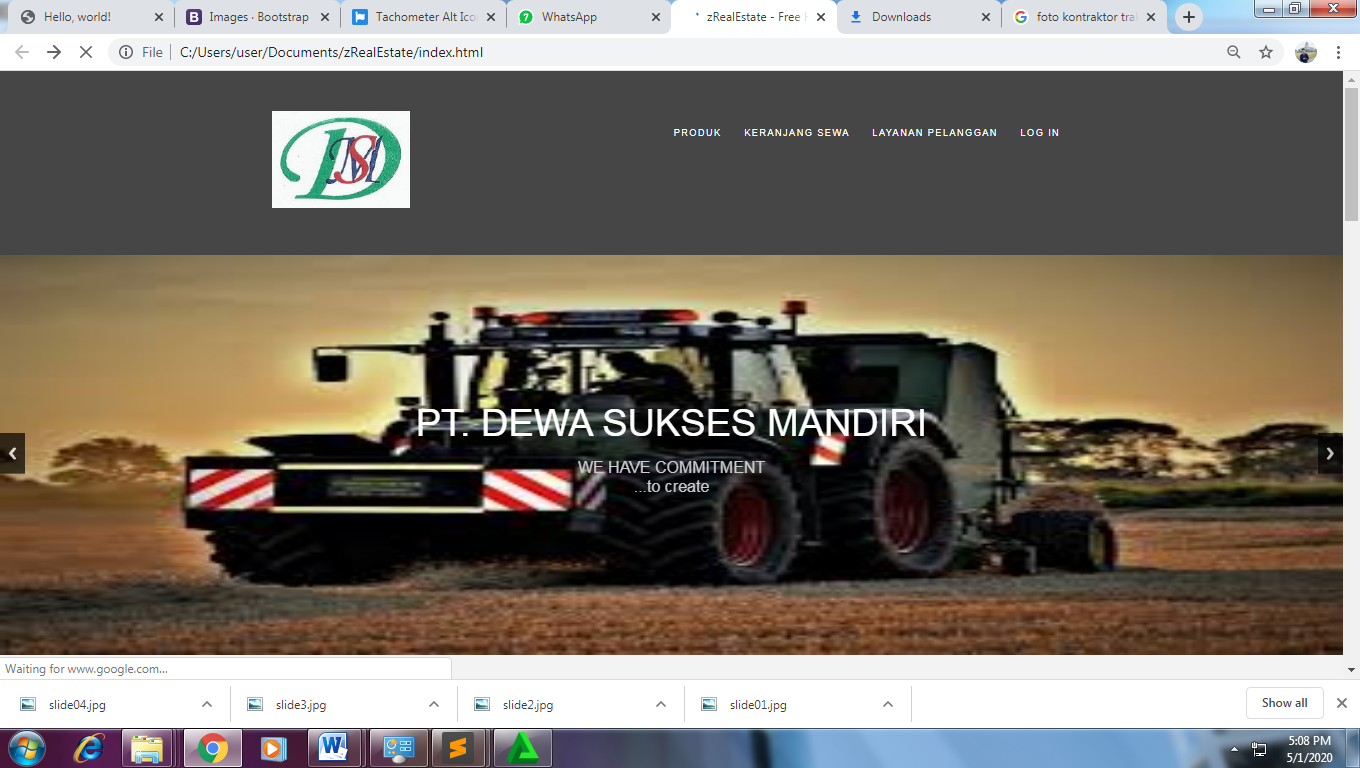 Hello, world!
Images · Bootstrap
Tachometer Alt Ico
7
WhatsApp
zRealEstate - Free
Downloads
foto kontraktor tra
File
C:/Users/user/Documents/zRealEstate/index.html
DSM
PRODUK KERANJANG SEWA LAYANAN PELANGGAN LOG IN
PT. DEWA SUKSES MANDIRI
WE HAVE COMMITMENT
...to create
Waiting for www.google.com...
slide04.jpg
slide3.jpg
slide2.jpg
slide01.jpg
Show all
5:08 PM
5/1/2020